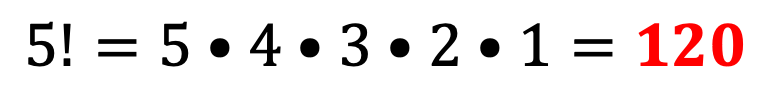 5! = 5 • 4 • 3 • 2 • 1 = 120